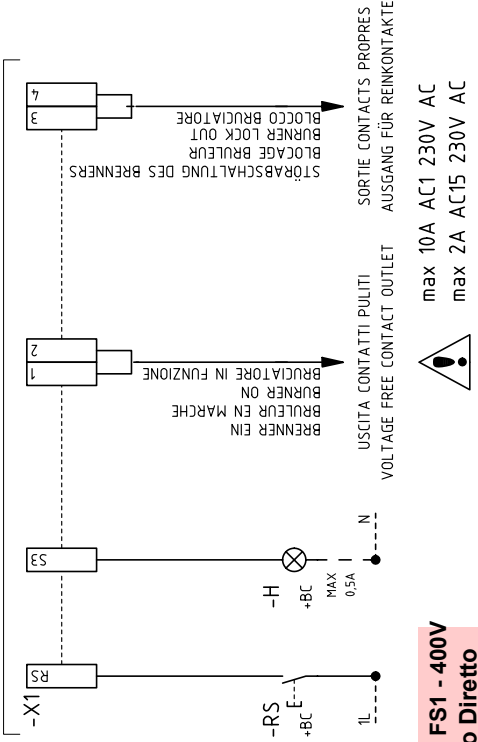 -X1
RS
S3
1 2
3 4
-RS
+BC
1L
-H
+BC
MAX
0,5A
N
BRENNER EIN
BRULEUR EN MARCHE
BURNER ON
BRUCIATORE IN FUNZIONE
STÖRABSCHALTUNG DES BRENNERS
BLOCAGE BRULEUR
BURNER LOCK OUT
BLOCCO BRUCIATORE
USCITA CONTATTI PULITI
VOLTAGE FREE CONTACT OUTLET
SORTIE CONTACTS PROPRES
AUSGANG FÜR REINKONTAKTE
max 10A AC1 230V AC
max 2A AC15 230V AC
FS1 - 400V
o Diretto